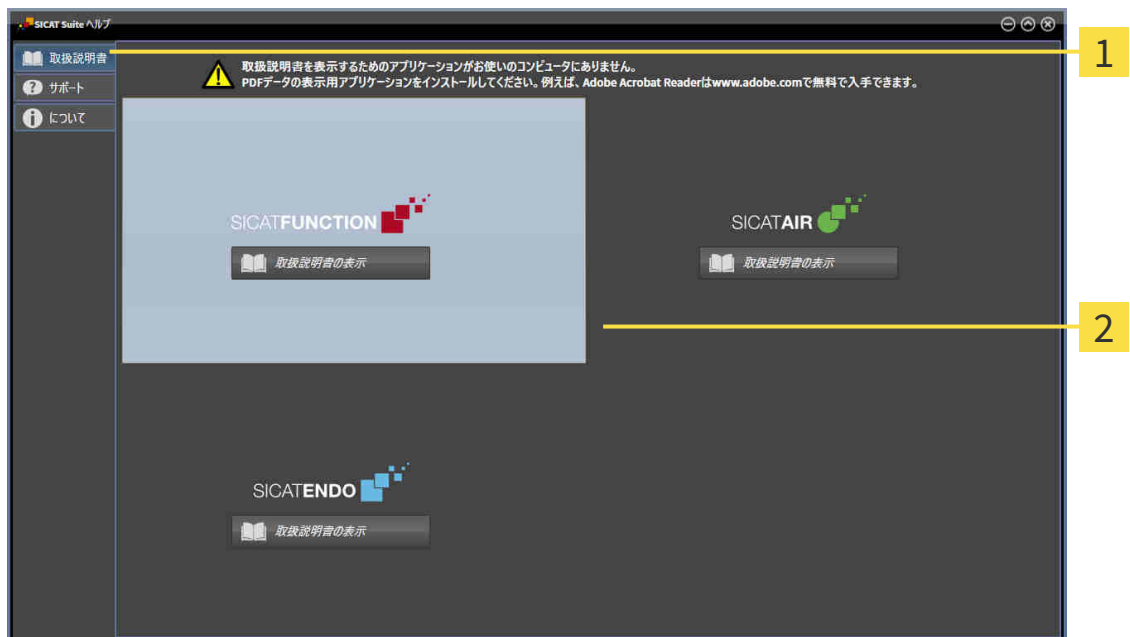 SICAT Suite ヘルプ
取扱説明書
1
サポート
について
取扱説明書を表示するためのアプリケーションがお使いのコンピュータにありません。
PDFデータの表示用アプリケーションをインストールしてください。例えば、Adobe Acrobat Readerはwww.adobe.comで無料で入手できます。
SICATFUNCTION
取扱説明書の表示
SICATAIR
取扱説明書の表示
2
SICATENDO
取扱説明書の表示